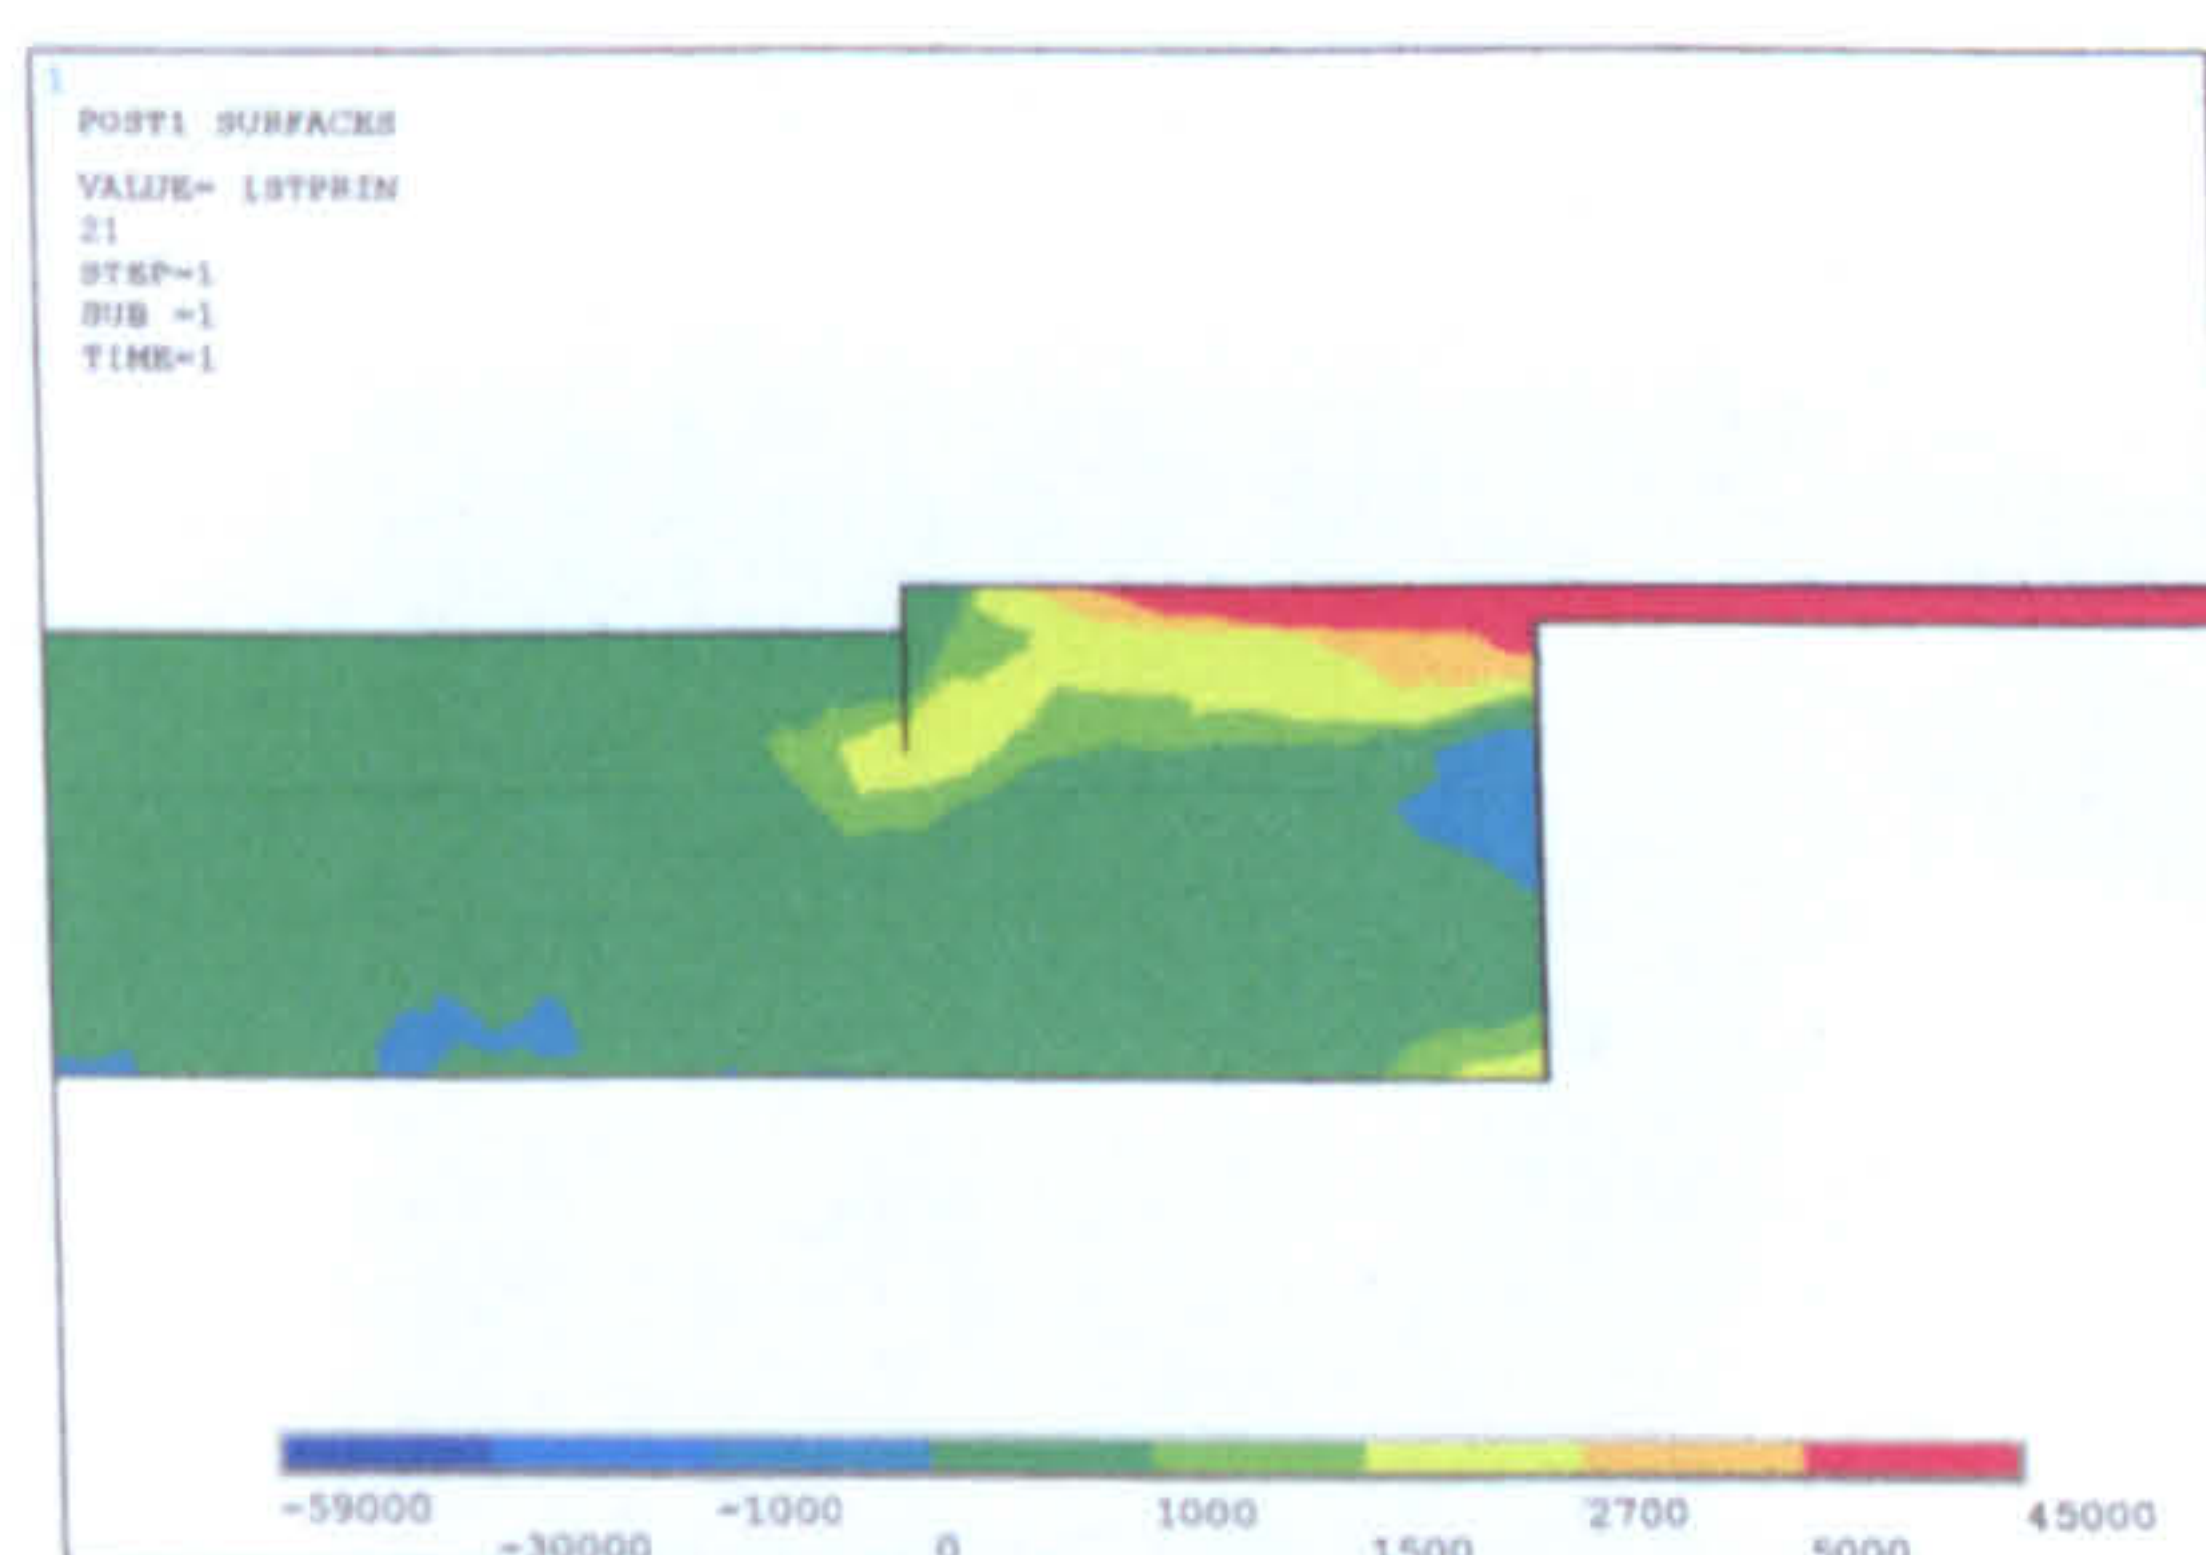 1
POST1 SURFACES
VALUE= 1STPRIN
21
STEP=1
SUB =1
TIME=1
-59000 -1000 1000 2700 45000
-30000 0 1500 5000